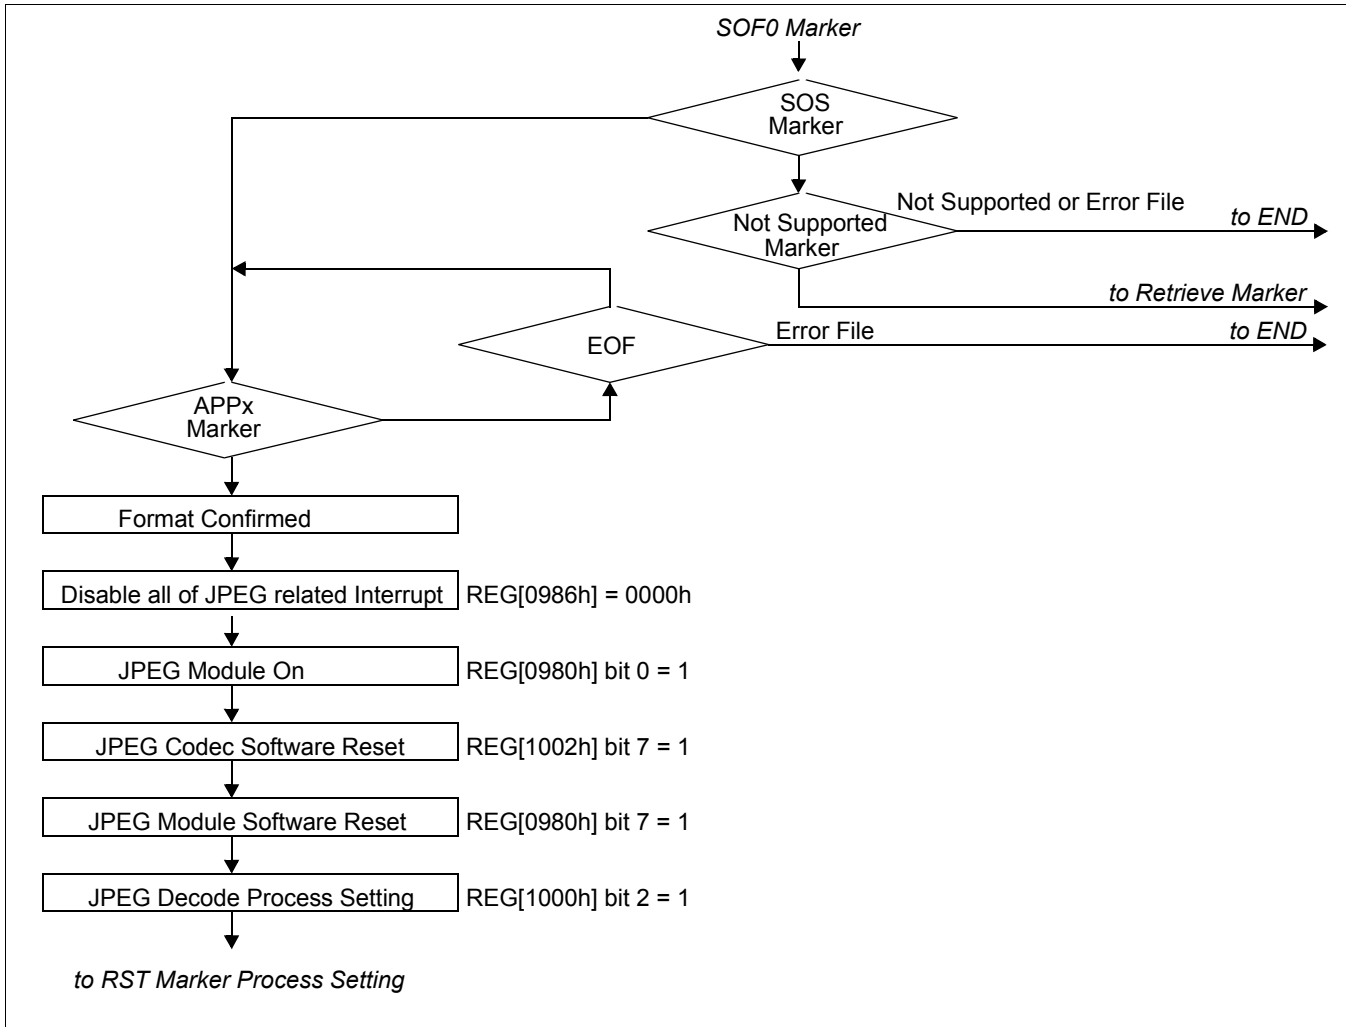 SOF0 Marker
SOS
Marker
Not Supported or Error File
to END
Not Supported
Marker
to Retrieve Marker
Error File
to END
EOF
APPx
Marker
Format Confirmed
Disable all of JPEG related Interrupt REG[0986h] = 0000h
JPEG Module On REG[0980h] bit 0 = 1
JPEG Codec Software Reset REG[1002h] bit 7 = 1
JPEG Module Software Reset REG[0980h] bit 7 = 1
JPEG Decode Process Setting REG[1000h] bit 2 = 1
to RST Marker Process Setting